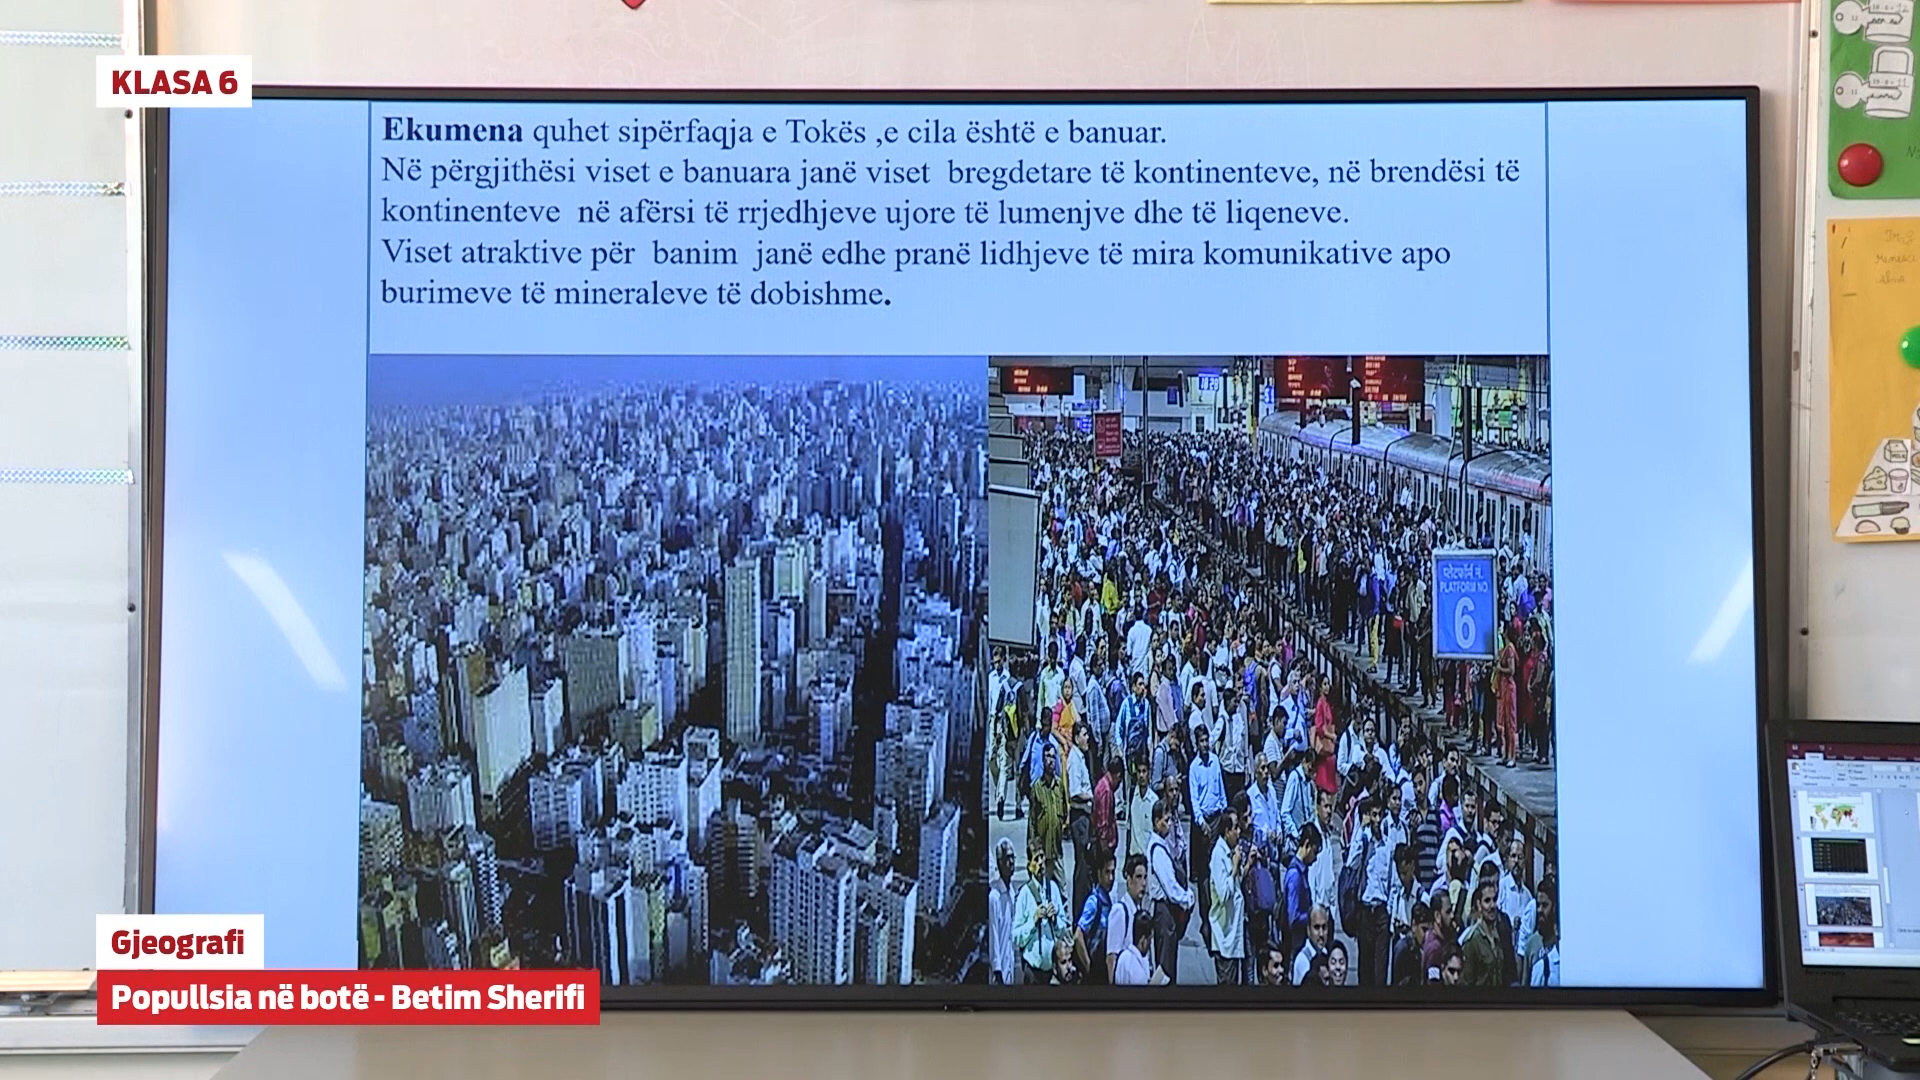 KLASA 6
Ekumena quhet sipërfaqja e Tokës ,e cila është e banuar.
Në përgjithësi viset e banuara janë viset bregdetare të kontinenteve, në brendësi të
kontinenteve në afërsi të rrjedhjeve ujore të lumenjve dhe të liqeneve.
Viset atraktive për banim janë edhe pranë lidhjeve të mira komunikative apo
burimeve të mineraleve të dobishme.
प्लेटफॉर्म नं.
PLATFORM NO
6
Gjeografi
Popullsia në botë - Betim Sherifi